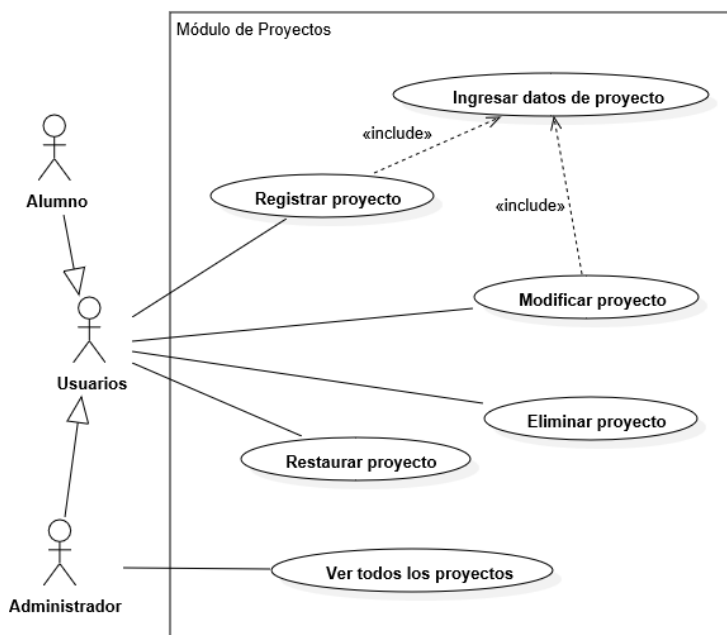 Módulo de Proyectos
Ingresar datos de proyecto
«include»
Alumno
Registrar proyecto
«include»
Modificar proyecto
Usuarios
Eliminar proyecto
Restaurar proyecto
Ver todos los proyectos
Administrador